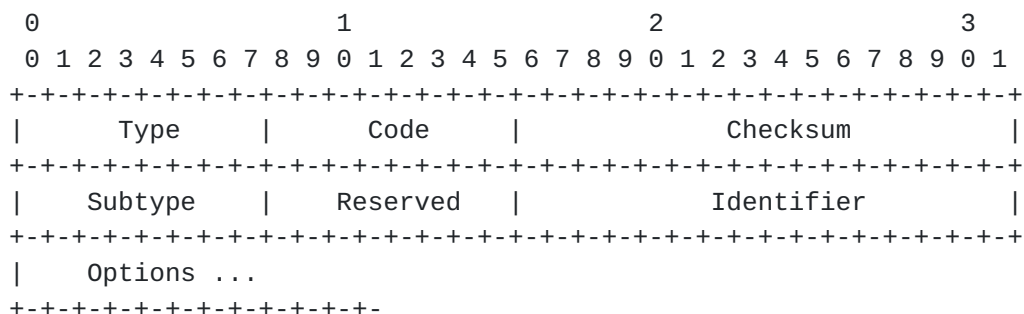 0                   1                   2                   3
 0 1 2 3 4 5 6 7 8 9 0 1 2 3 4 5 6 7 8 9 0 1 2 3 4 5 6 7 8 9 0 1
+-+-+-+-+-+-+-+-+-+-+-+-+-+-+-+-+-+-+-+-+-+-+-+-+-+-+-+-+-+-+-+-+
|      Type     |      Code     |             Checksum          |
+-+-+-+-+-+-+-+-+-+-+-+-+-+-+-+-+-+-+-+-+-+-+-+-+-+-+-+-+-+-+-+-+
|    Subtype    |    Reserved   |            Identifier         |
+-+-+-+-+-+-+-+-+-+-+-+-+-+-+-+-+-+-+-+-+-+-+-+-+-+-+-+-+-+-+-+-+
|    Options ...
+-+-+-+-+-+-+-+-+-+-+-+-